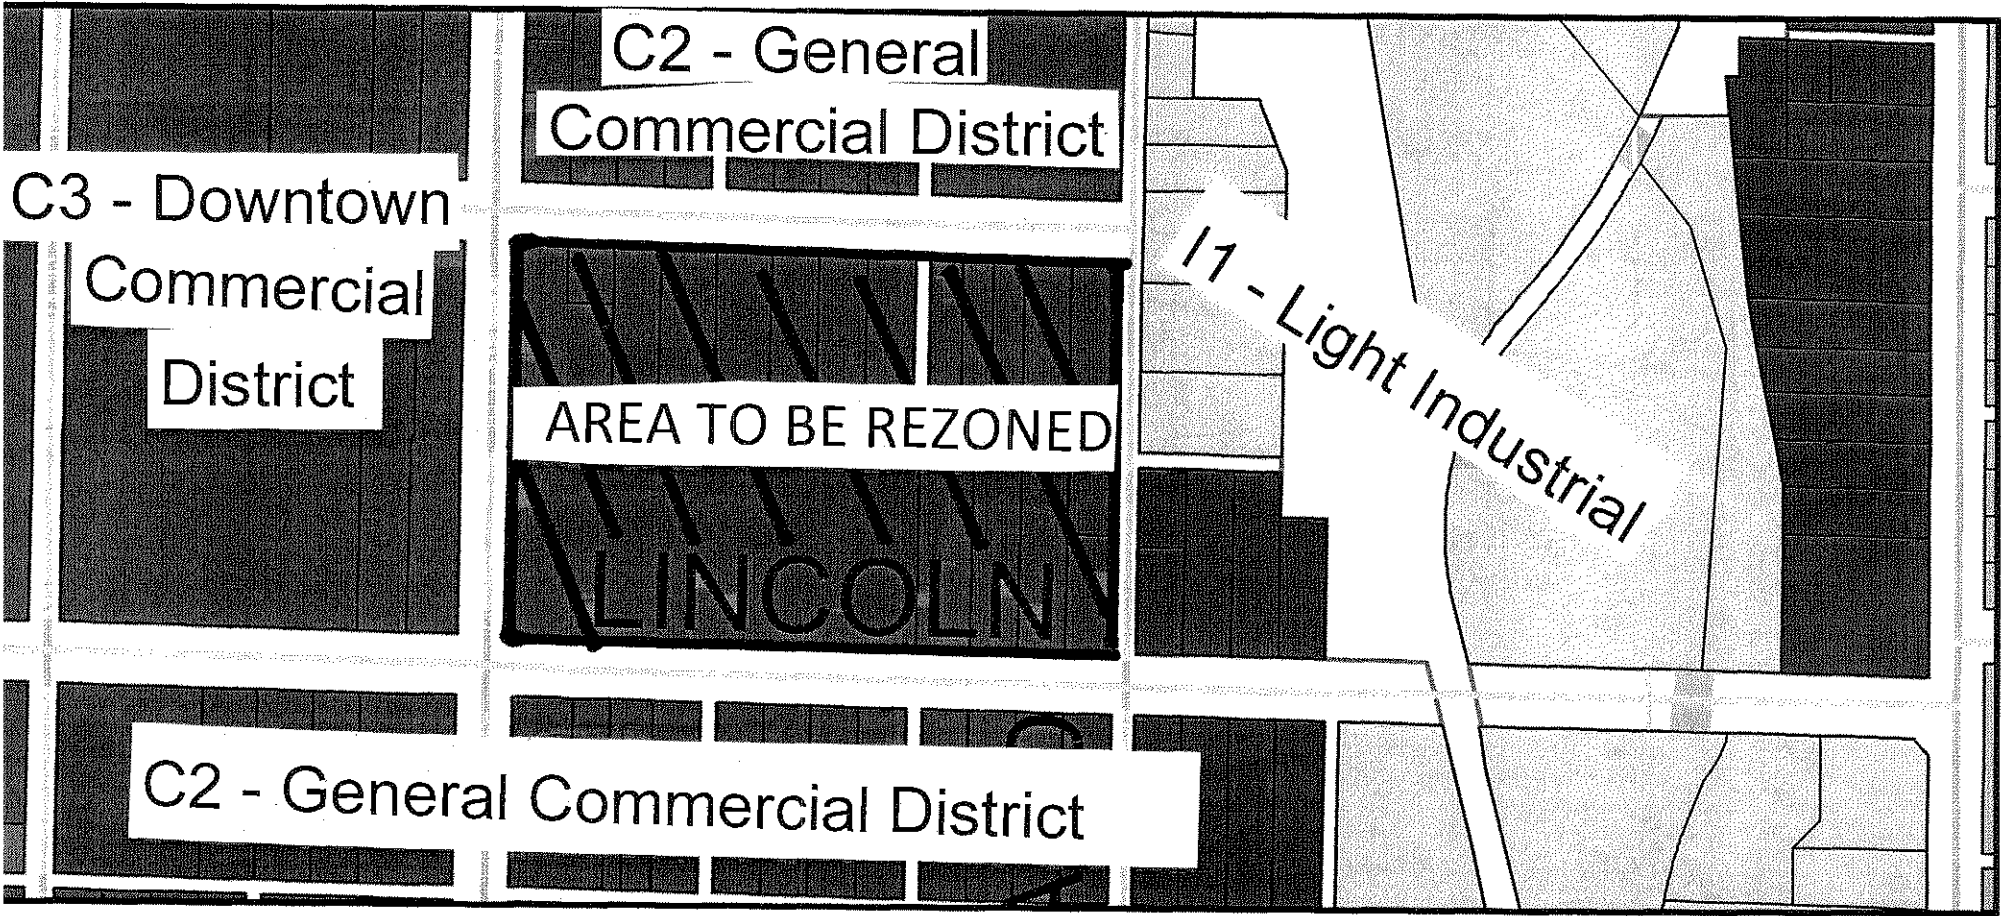 C2 - General
Commercial District
C3 - Downtown
Commercial
District
I1 - Light Industrial
AREA TO BE REZONED
LINCOLN
C2 - General Commercial District